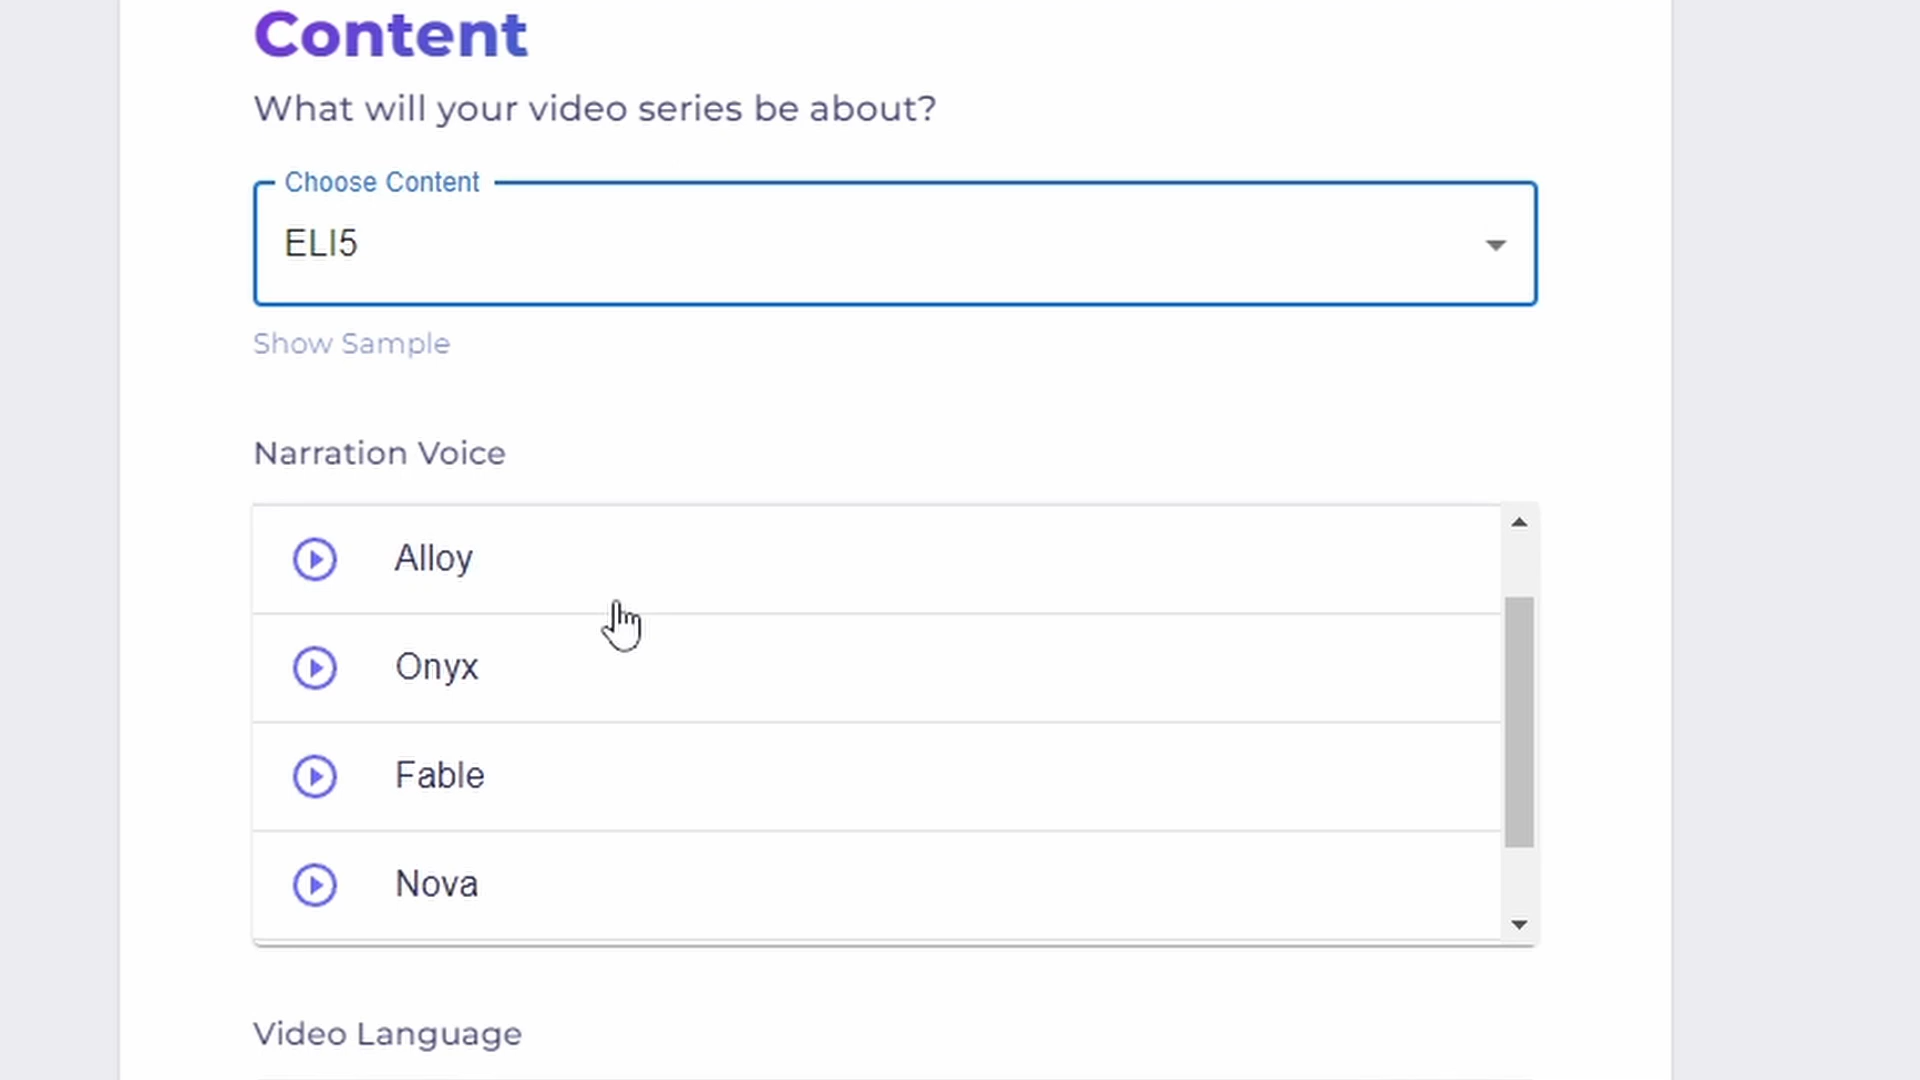 Content
What will your video series be about?
Choose Content
ELI5
Show Sample
Narration Voice
Alloy
Onyx
Fable
Nova
Video Language